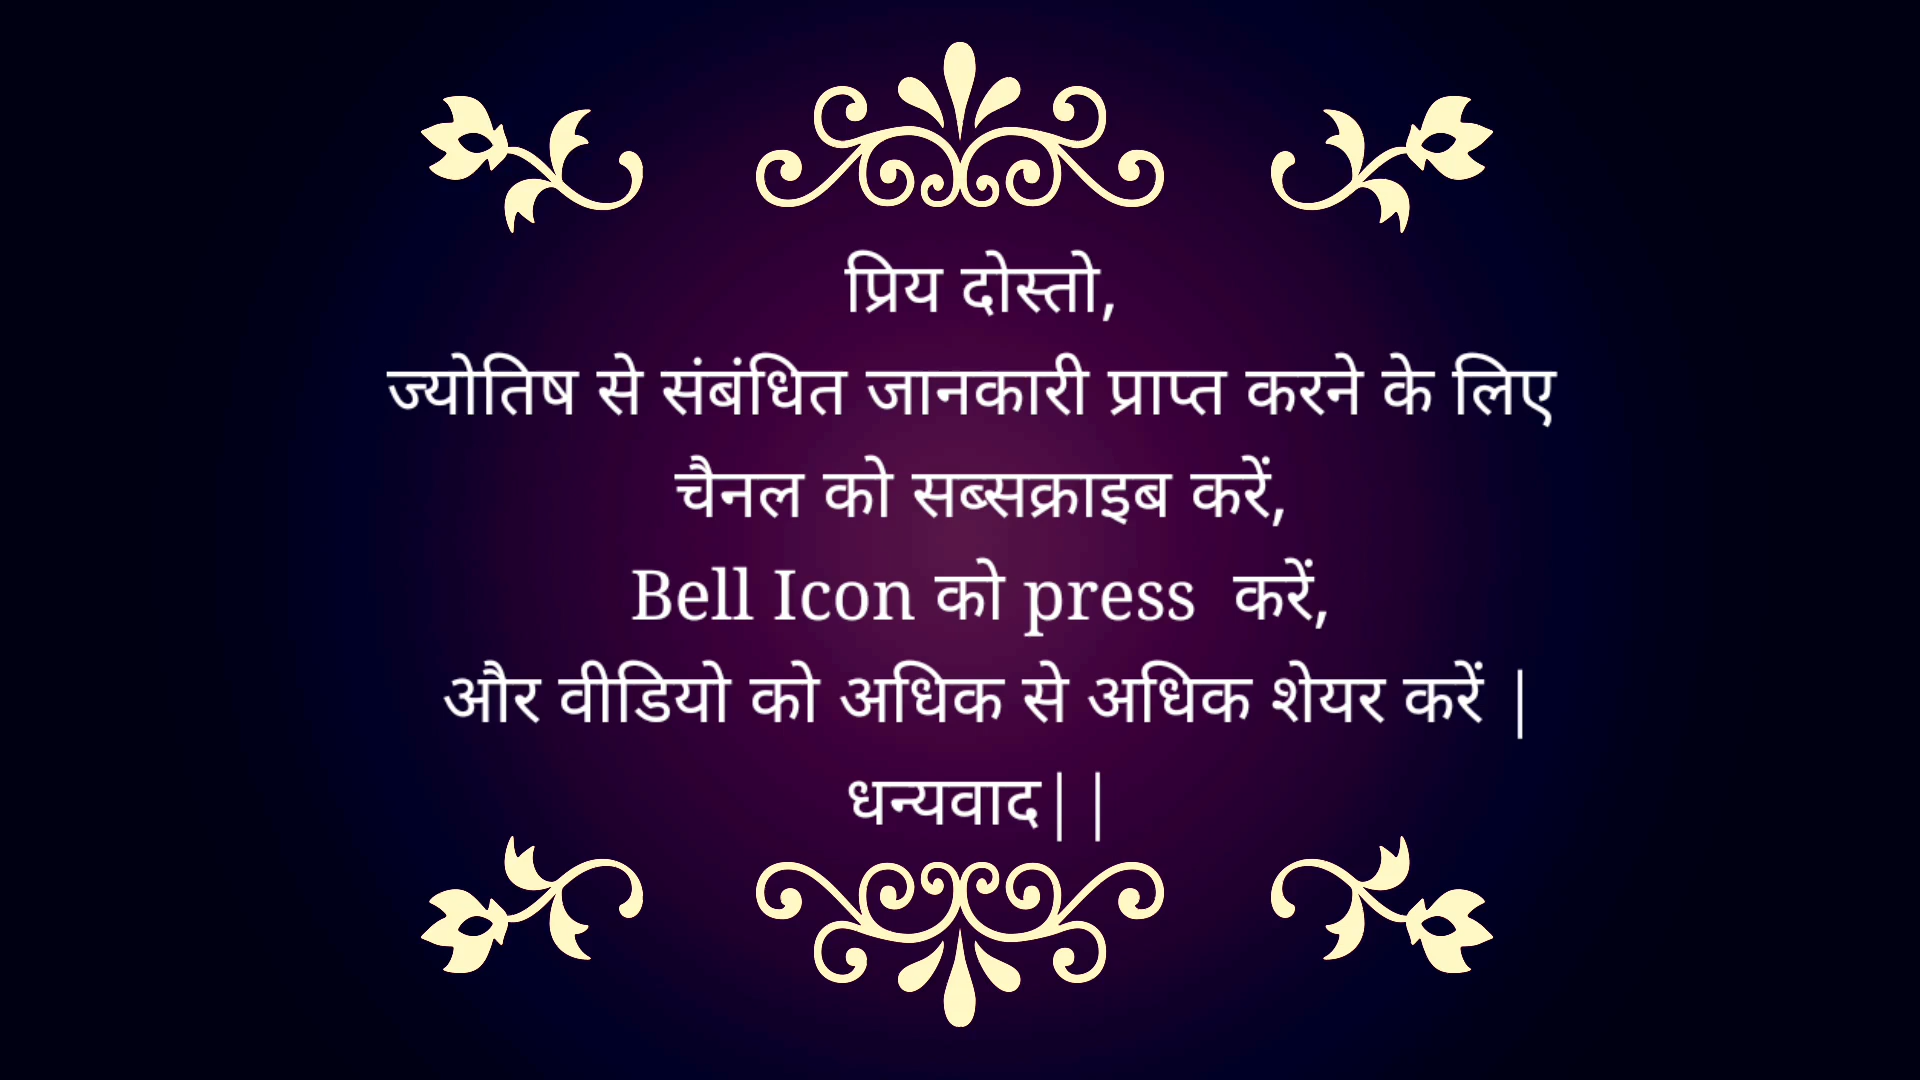 प्रिय दोस्तो,
ज्योतिष से संबंधित जानकारी प्राप्त करने के लिए
चैनल को सब्सक्राइब करें,
Bell Icon को press  करें,
और वीडियो को अधिक से अधिक शेयर करें |
धन्यवाद||